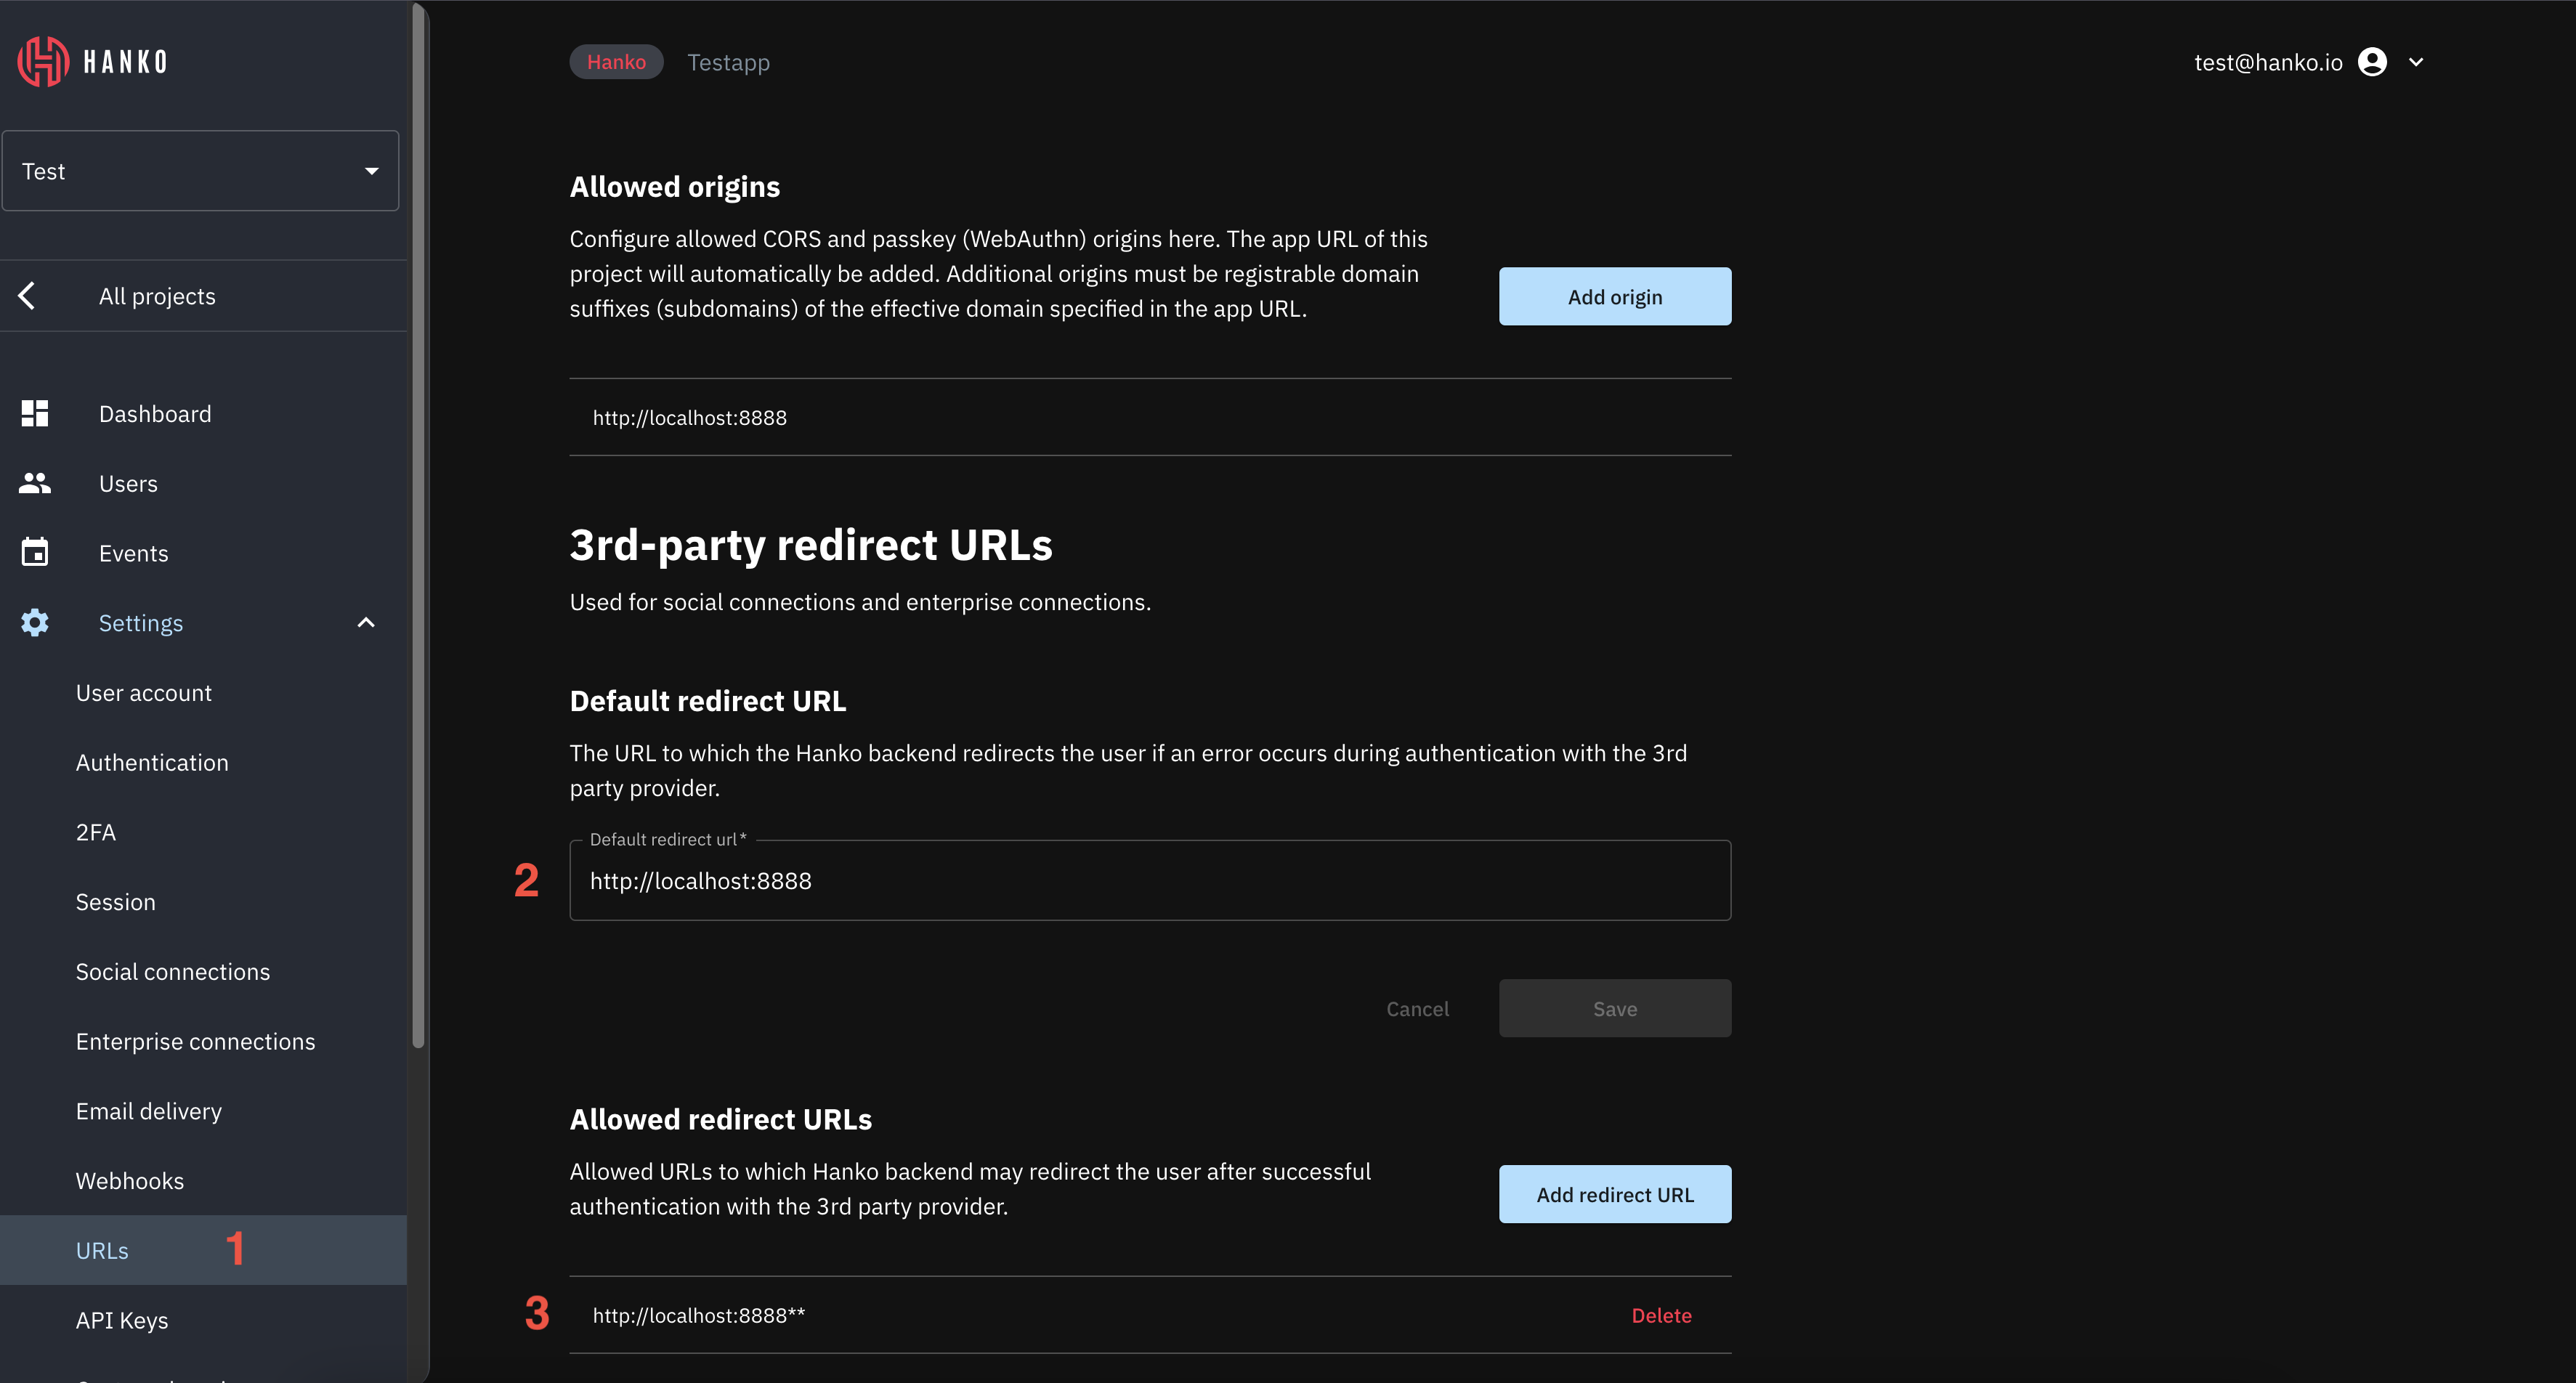 HANKO
Test
All projects
Dashboard
Users
Events
Settings
User account
Authentication
2FA
Session
Social connections
Enterprise connections
Email delivery
Webhooks
URLs
1
API Keys
Hanko
Testapp
test@hanko.io
Allowed origins
Configure allowed CORS and passkey (WebAuthn) origins here. The app URL of this
project will automatically be added. Additional origins must be registrable domain
suffixes (subdomains) of the effective domain specified in the app URL.
Add origin
http://localhost:8888
3rd-party redirect URLs
Used for social connections and enterprise connections.
Default redirect URL
The URL to which the Hanko backend redirects the user if an error occurs during authentication with the 3rd
party provider.
Default redirect url*
2
http://localhost:8888
Cancel
Save
Allowed redirect URLs
Allowed URLs to which Hanko backend may redirect the user after successful
authentication with the 3rd party provider.
Add redirect URL
3
http://localhost:8888**
Delete